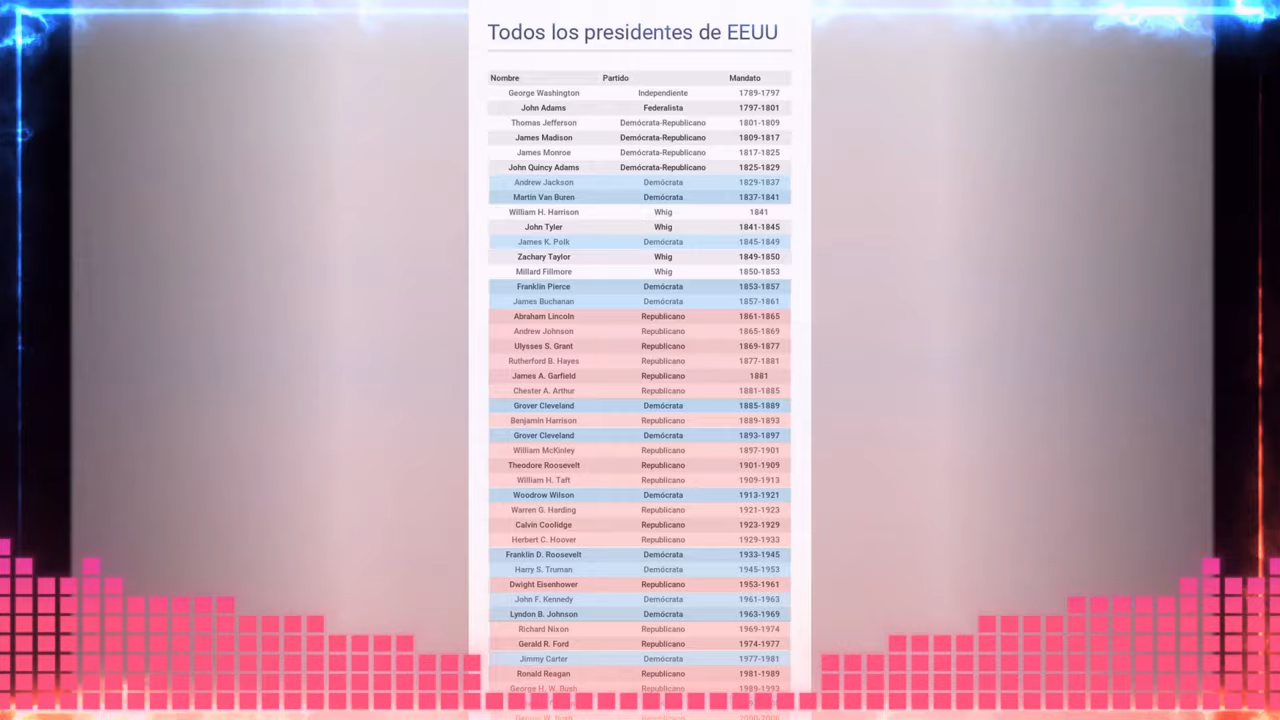 Todos los presidentes de EEUU
Nombre Partido Mandato
George Washington Independiente 1789-1797
John Adams Federalista 1797-1801
Thomas Jefferson Demócrata-Republicano 1801-1809
James Madison Demócrata-Republicano 1809-1817
James Monroe Demócrata-Republicano 1817-1825
John Quincy Adams Demócrata-Republicano 1825-1829
Andrew Jackson Demócrata 1829-1837
Martin Van Buren Demócrata 1837-1841
William H. Harrison Whig 1841
John Tyler Whig 1841-1845
James K. Polk Demócrata 1845-1849
Zachary Taylor Whig 1849-1850
Millard Fillmore Whig 1850-1853
Franklin Pierce Demócrata 1853-1857
James Buchanan Demócrata 1857-1861
Abraham Lincoln Republicano 1861-1865
Andrew Johnson Republicano 1865-1869
Ulysses S. Grant Republicano 1869-1877
Rutherford B. Hayes Republicano 1877-1881
James A. Garfield Republicano 1881
Chester A. Arthur Republicano 1881-1885
Grover Cleveland Demócrata 1885-1889
Benjamin Harrison Republicano 1889-1893
Grover Cleveland Demócrata 1893-1897
William McKinley Republicano 1897-1901
Theodore Roosevelt Republicano 1901-1909
William H. Taft Republicano 1909-1913
Woodrow Wilson Demócrata 1913-1921
Warren G. Harding Republicano 1921-1923
Calvin Coolidge Republicano 1923-1929
Herbert C. Hoover Republicano 1929-1933
Franklin D. Roosevelt Demócrata 1933-1945
Harry S. Truman Demócrata 1945-1953
Dwight Eisenhower Republicano 1953-1961
John F. Kennedy Demócrata 1961-1963
Lyndon B. Johnson Demócrata 1963-1969
Richard Nixon Republicano 1969-1974
Gerald R. Ford Republicano 1974-1977
Jimmy Carter Demócrata 1977-1981
Ronald Reagan Republicano 1981-1989
George H. W. Bush Republicano 1989-1993